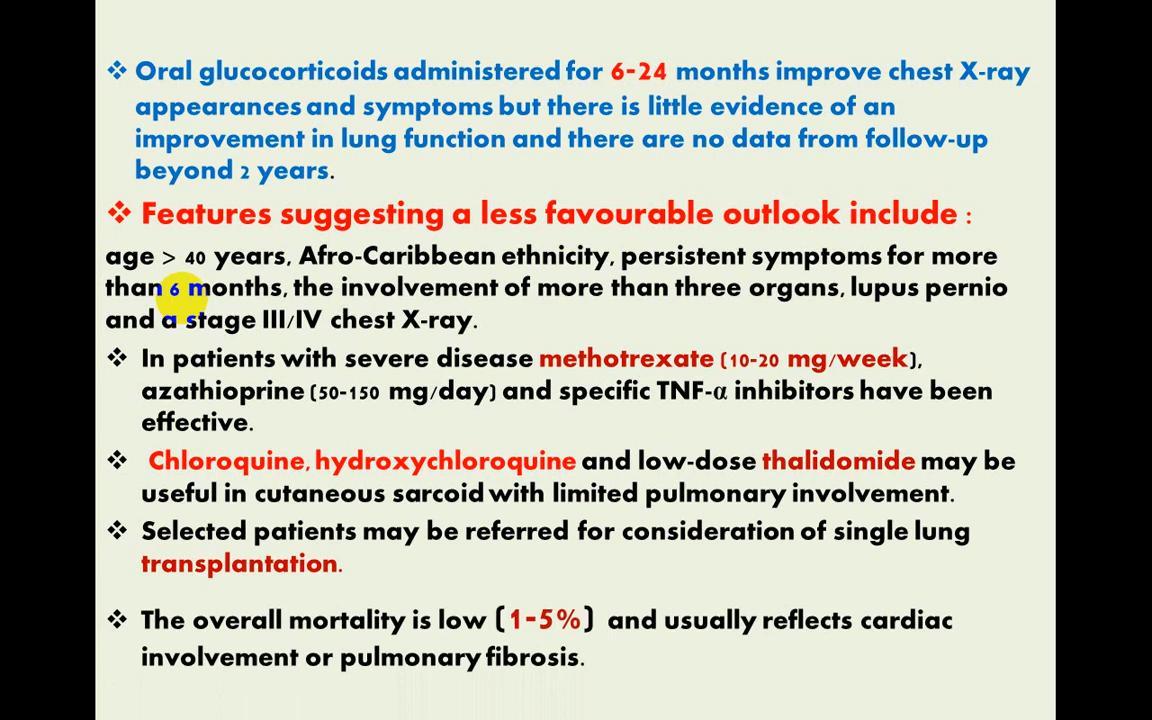 ❖ Oral glucocorticoids administered for 6-24 months improve chest X-ray
appearances and symptoms but there is little evidence of an
improvement in lung function and there are no data from follow-up
beyond 2 years.
❖ Features suggesting a less favourable outlook include :
age > 40 years, Afro-Caribbean ethnicity, persistent symptoms for more
than 6 months, the involvement of more than three organs, lupus pernio
and a stage III/IV chest X-ray.
❖ In patients with severe disease methotrexate (10-20 mg/week),
azathioprine (50-150 mg/day) and specific TNF-α inhibitors have been
effective.
❖ Chloroquine, hydroxychloroquine and low-dose thalidomide may be
useful in cutaneous sarcoid with limited pulmonary involvement.
❖ Selected patients may be referred for consideration of single lung
transplantation.
❖ The overall mortality is low (1-5%) and usually reflects cardiac
involvement or pulmonary fibrosis.